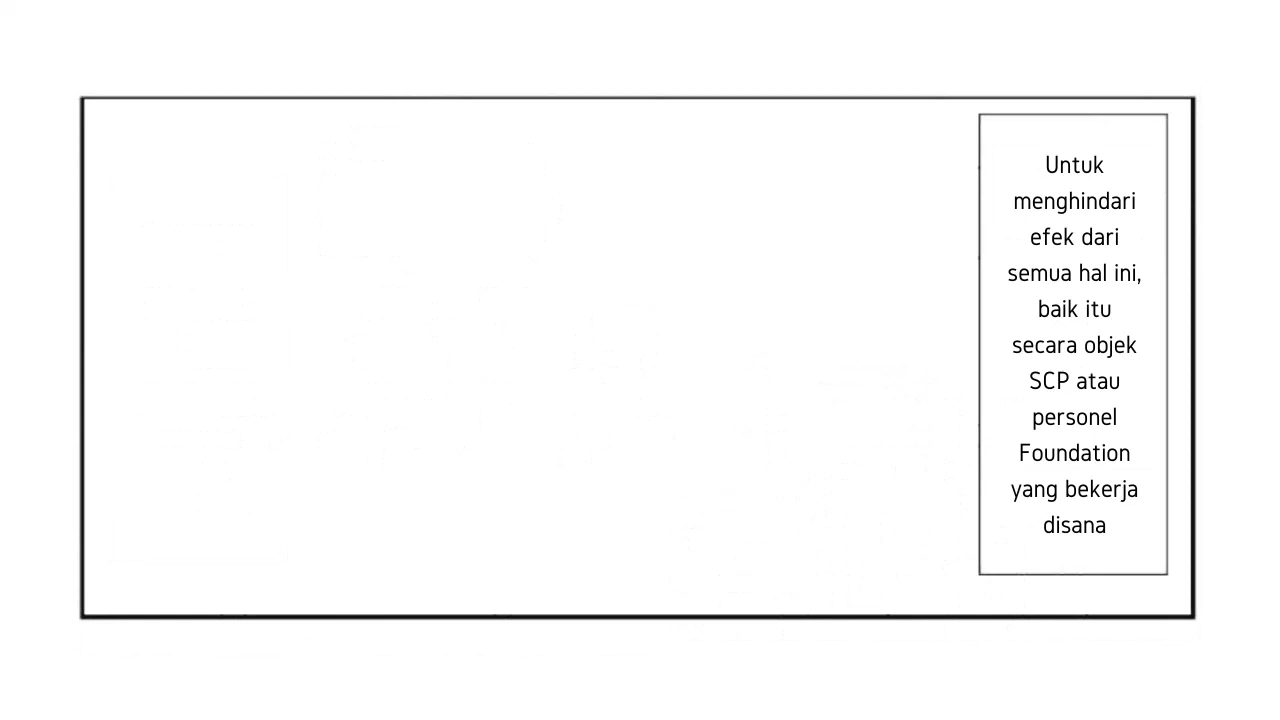 Untuk
menghindari
efek dari
semua hal ini,
baik itu
secara objek
SCP atau
personel
Foundation
yang bekerja
disana